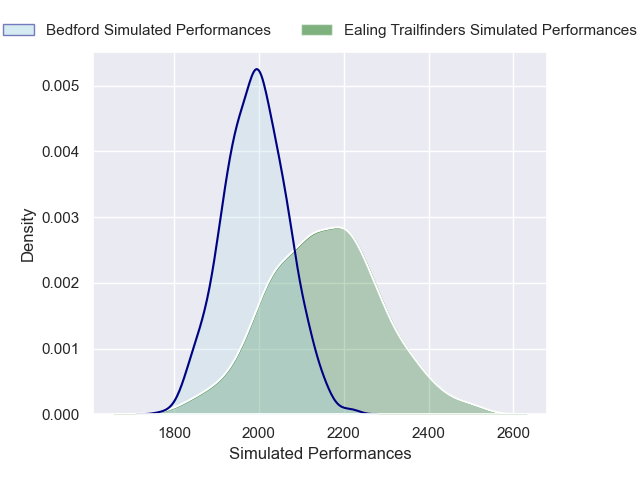 Bedford Simulated Performances
Ealing Trailfinders Simulated Performances
0.005
0.004
0.003
0.002
0.001
0.000
Density
1800 2000 2200 2400 2600
Simulated Performances